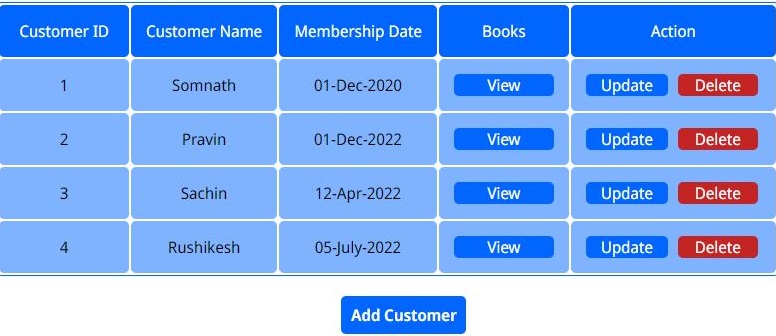 Customer ID Customer Name Membership Date Books Action
1 Somnath 01-Dec-2020 View Update Delete
2 Pravin 01-Dec-2022 View Update Delete
3 Sachin 12-Apr-2022 View Update Delete
4 Rushikesh 05-July-2022 View Update Delete
Add Customer